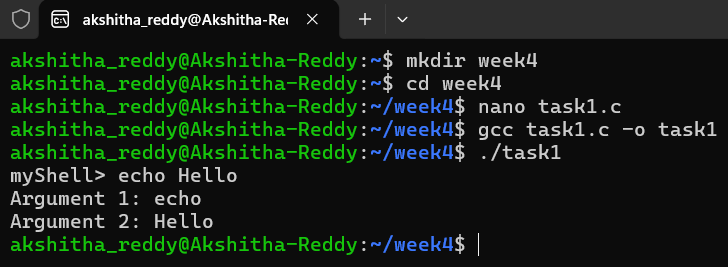 akshitha_reddy@Akshitha-Re
akshitha_reddy@Akshitha-Reddy:~$ mkdir week4
akshitha_reddy@Akshitha-Reddy:~$ cd week4
akshitha_reddy@Akshitha-Reddy:~/week4$ nano task1.c
akshitha_reddy@Akshitha-Reddy:~/week4$ gcc task1.c -o task1
akshitha_reddy@Akshitha-Reddy:~/week4$ ./task1
myShell> echo Hello
Argument 1: echo
Argument 2: Hello
akshitha_reddy@Akshitha-Reddy:~/week4$